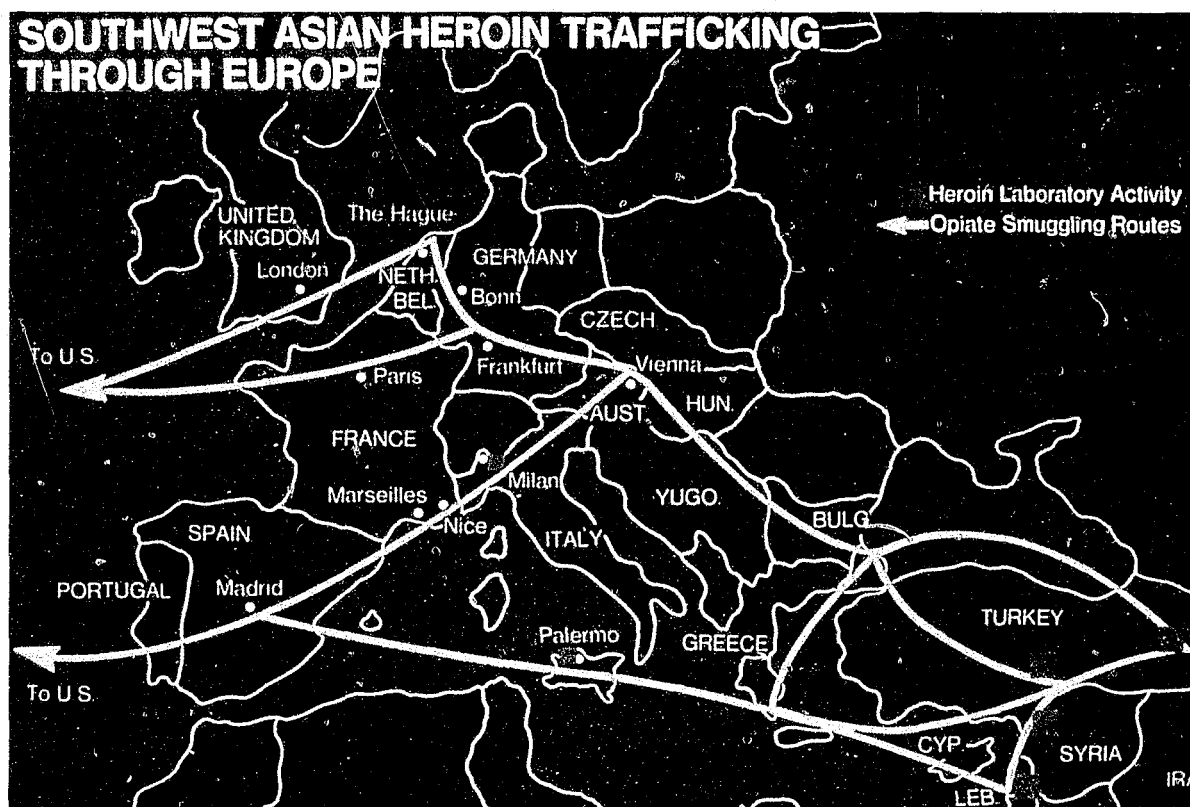 SOUTHWEST ASIAN HEROIN TRAFFICKING
THROUGH EUROPE
Heroin Laboratory Activity
Opiate Smuggling Routes
UNITED
KINGDOM
London
The Hague
NETH.
BEL.
GERMANY
Bonn
CZECH
To U.S.
Paris
Frankfurt
Vienna
AUST.
HUN.
FRANCE
Milan
Marseilles
Nice
YUGO.
BULG.
SPAIN
ITALY
PORTUGAL
Madrid
Palermo
GREECE
TURKEY
To U.S.
CYP.
SYRIA
LEB.
IRA